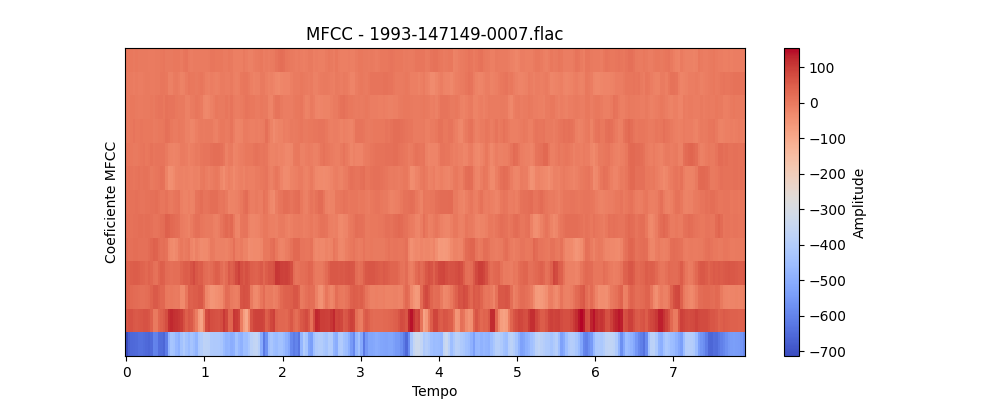 MFCC - 1993-147149-0007.flac
Coeficiente MFCC
0 1 2 3 4 5 6 7
Tempo
100
0
−100
−200
−300
−400
−500
−600
−700
Amplitude